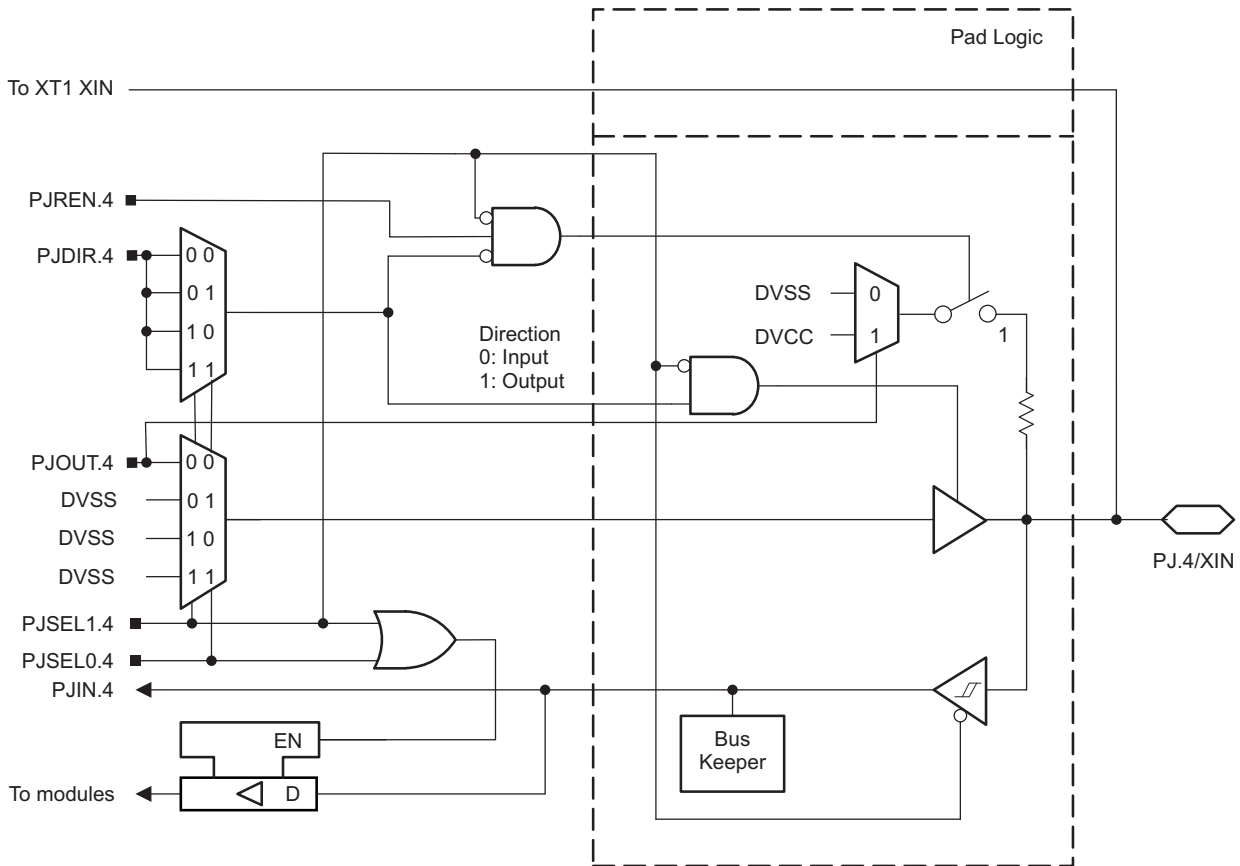 Pad Logic
To XT1 XIN
PJREN.4
PJDIR.4
0 0
0 1
1 0
1 1
Direction
0: Input
1: Output
DVSS
DVCC
0
1
1
PJOUT.4
DVSS
DVSS
DVSS
0 0
0 1
1 0
1 1
PJ.4/XIN
PJSEL1.4
PJSEL0.4
PJIN.4
EN
D
To modules
Bus
Keeper